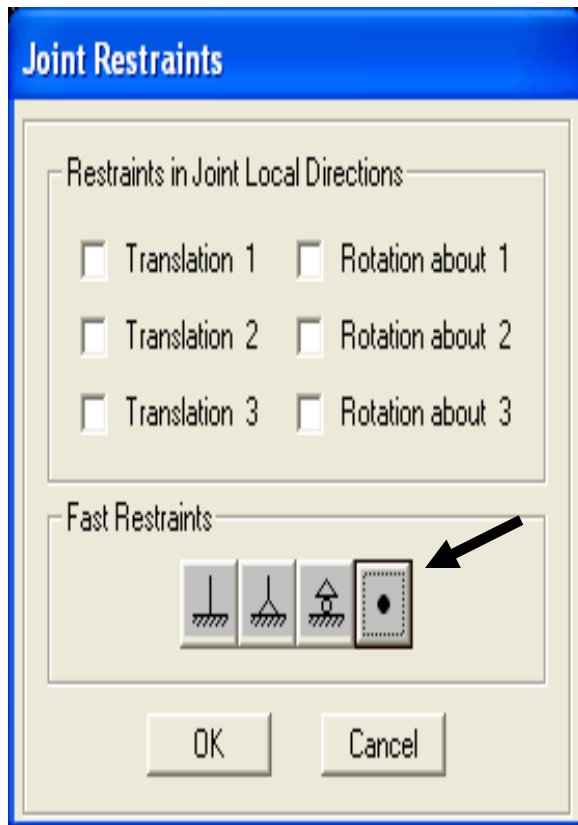 Joint Restraints
Restraints in Joint Local Directions
Translation 1 Rotation about 1
Translation 2 Rotation about 2
Translation 3 Rotation about 3
Fast Restraints
OK Cancel